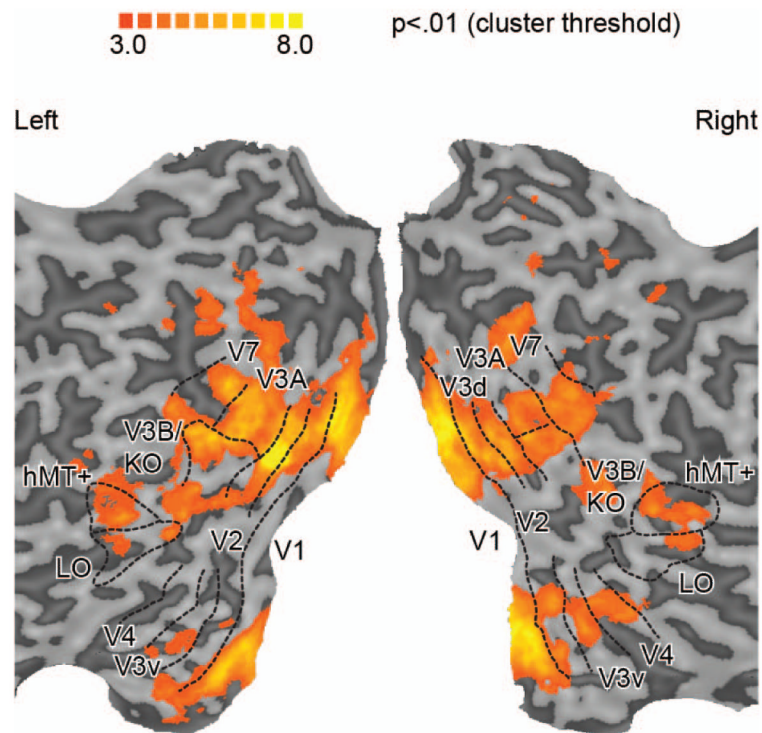 p<.01 (cluster threshold)
3.0 8.0
Left Right
V7
V3A
V3B/
KO
hMT+
LO
V2
V1
V4
V3v
V3A
V7
V3d
V3B/
KO
hMT+
V1
V2
LO
V4
V3v